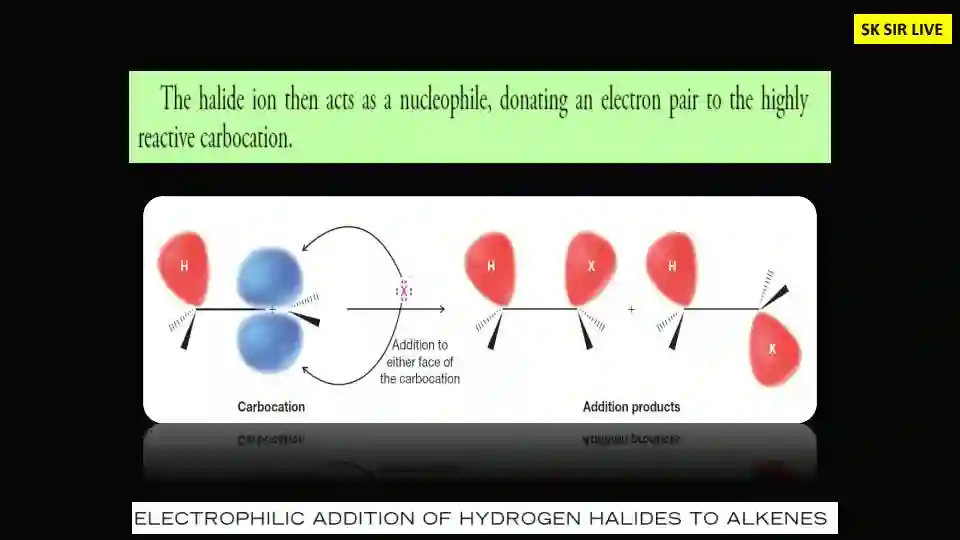 SK SIR LIVE
The halide ion then acts as a nucleophile, donating an electron pair to the highly
reactive carbocation.
H
+
:X:
H
X
+
H
X
Addition to
either face of
the carbocation
Carbocation
Addition products
ELECTROPHILIC ADDITION OF HYDROGEN HALIDES TO ALKENES